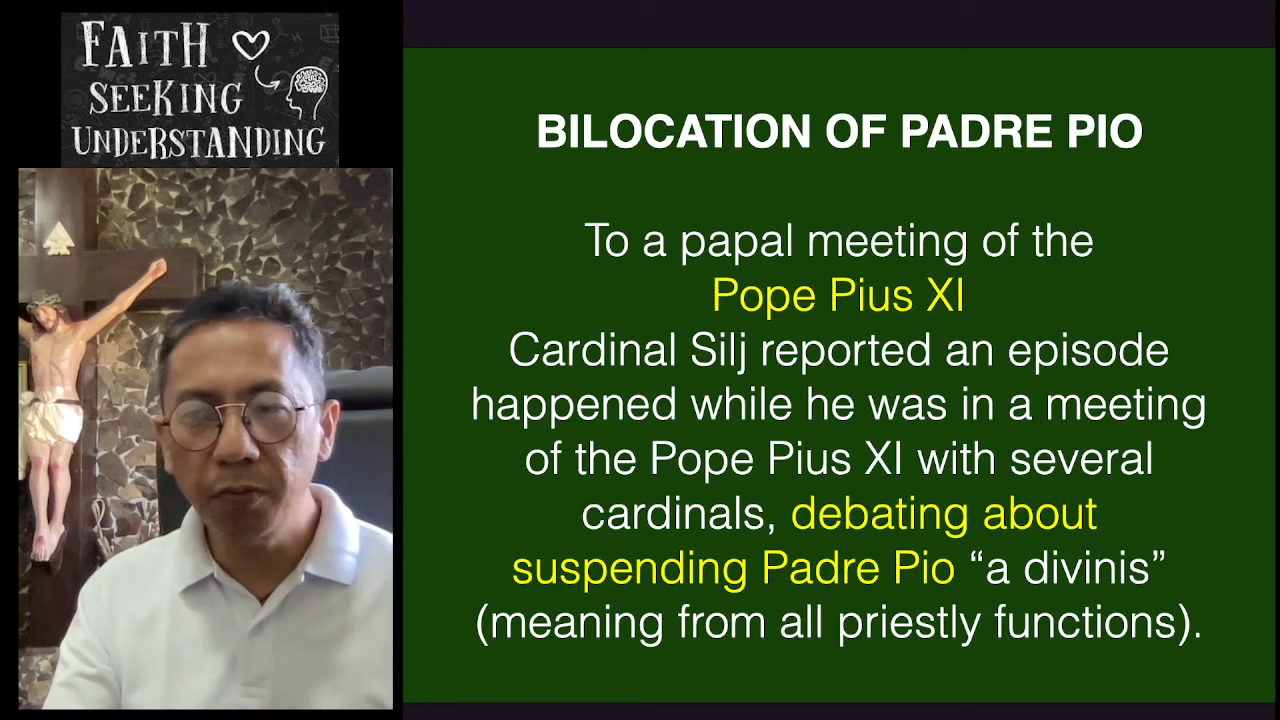 FAITH
SEEKING
UNDERSTANDING
BILOCATION OF PADRE PIO
To a papal meeting of the
Pope Pius XI
Cardinal Silj reported an episode
happened while he was in a meeting
of the Pope Pius XI with several
cardinals, debating about
suspending Padre Pio “a divinis”
(meaning from all priestly functions).